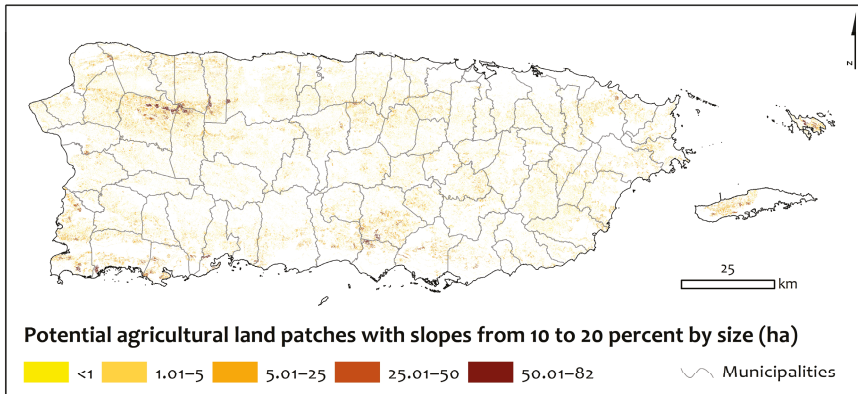 N
25
km
Potential agricultural land patches with slopes from 10 to 20 percent by size (ha)
<1 1.01–5 5.01–25 25.01–50 50.01–82 Municipalities